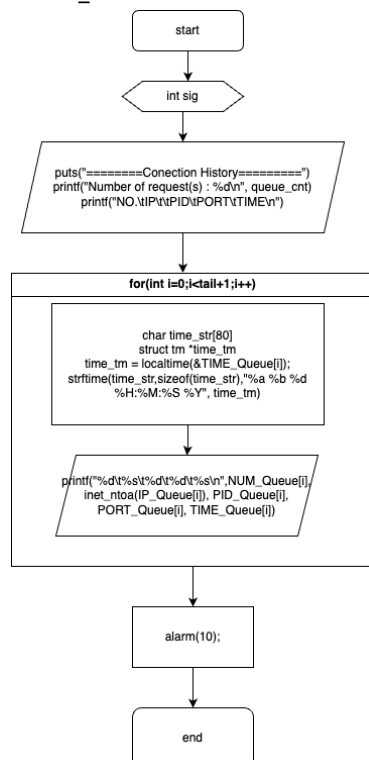 start
int sig
puts("========Conection History=========")
printf("Number of request(s) : %d\n", queue_cnt)
printf("NO.\tIP\t\tPID\tPORT\tTIME\n")
for(int i=0;i<tail+1;i++)
char time_str[80]
struct tm *time_tm
time_tm = localtime(&TIME_Queue[i]);
strftime(time_str,sizeof(time_str),"%a %b %d
%H:%M:%S %Y", time_tm)
printf("%d\t%s\t%d\t%d\t%s\n",NUM_Queue[i],
inet_ntoa(IP_Queue[i]), PID_Queue[i],
PORT_Queue[i], TIME_Queue[i])
alarm(10);
end